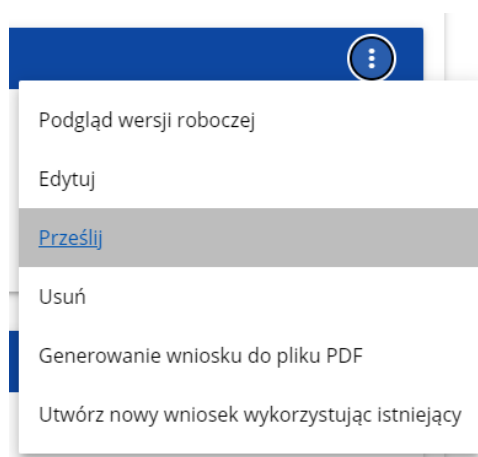 Podgląd wersji roboczej
Edytuj
Prześlij
Usuń
Generowanie wniosku do pliku PDF
Utwórz nowy wniosek wykorzystując istniejący